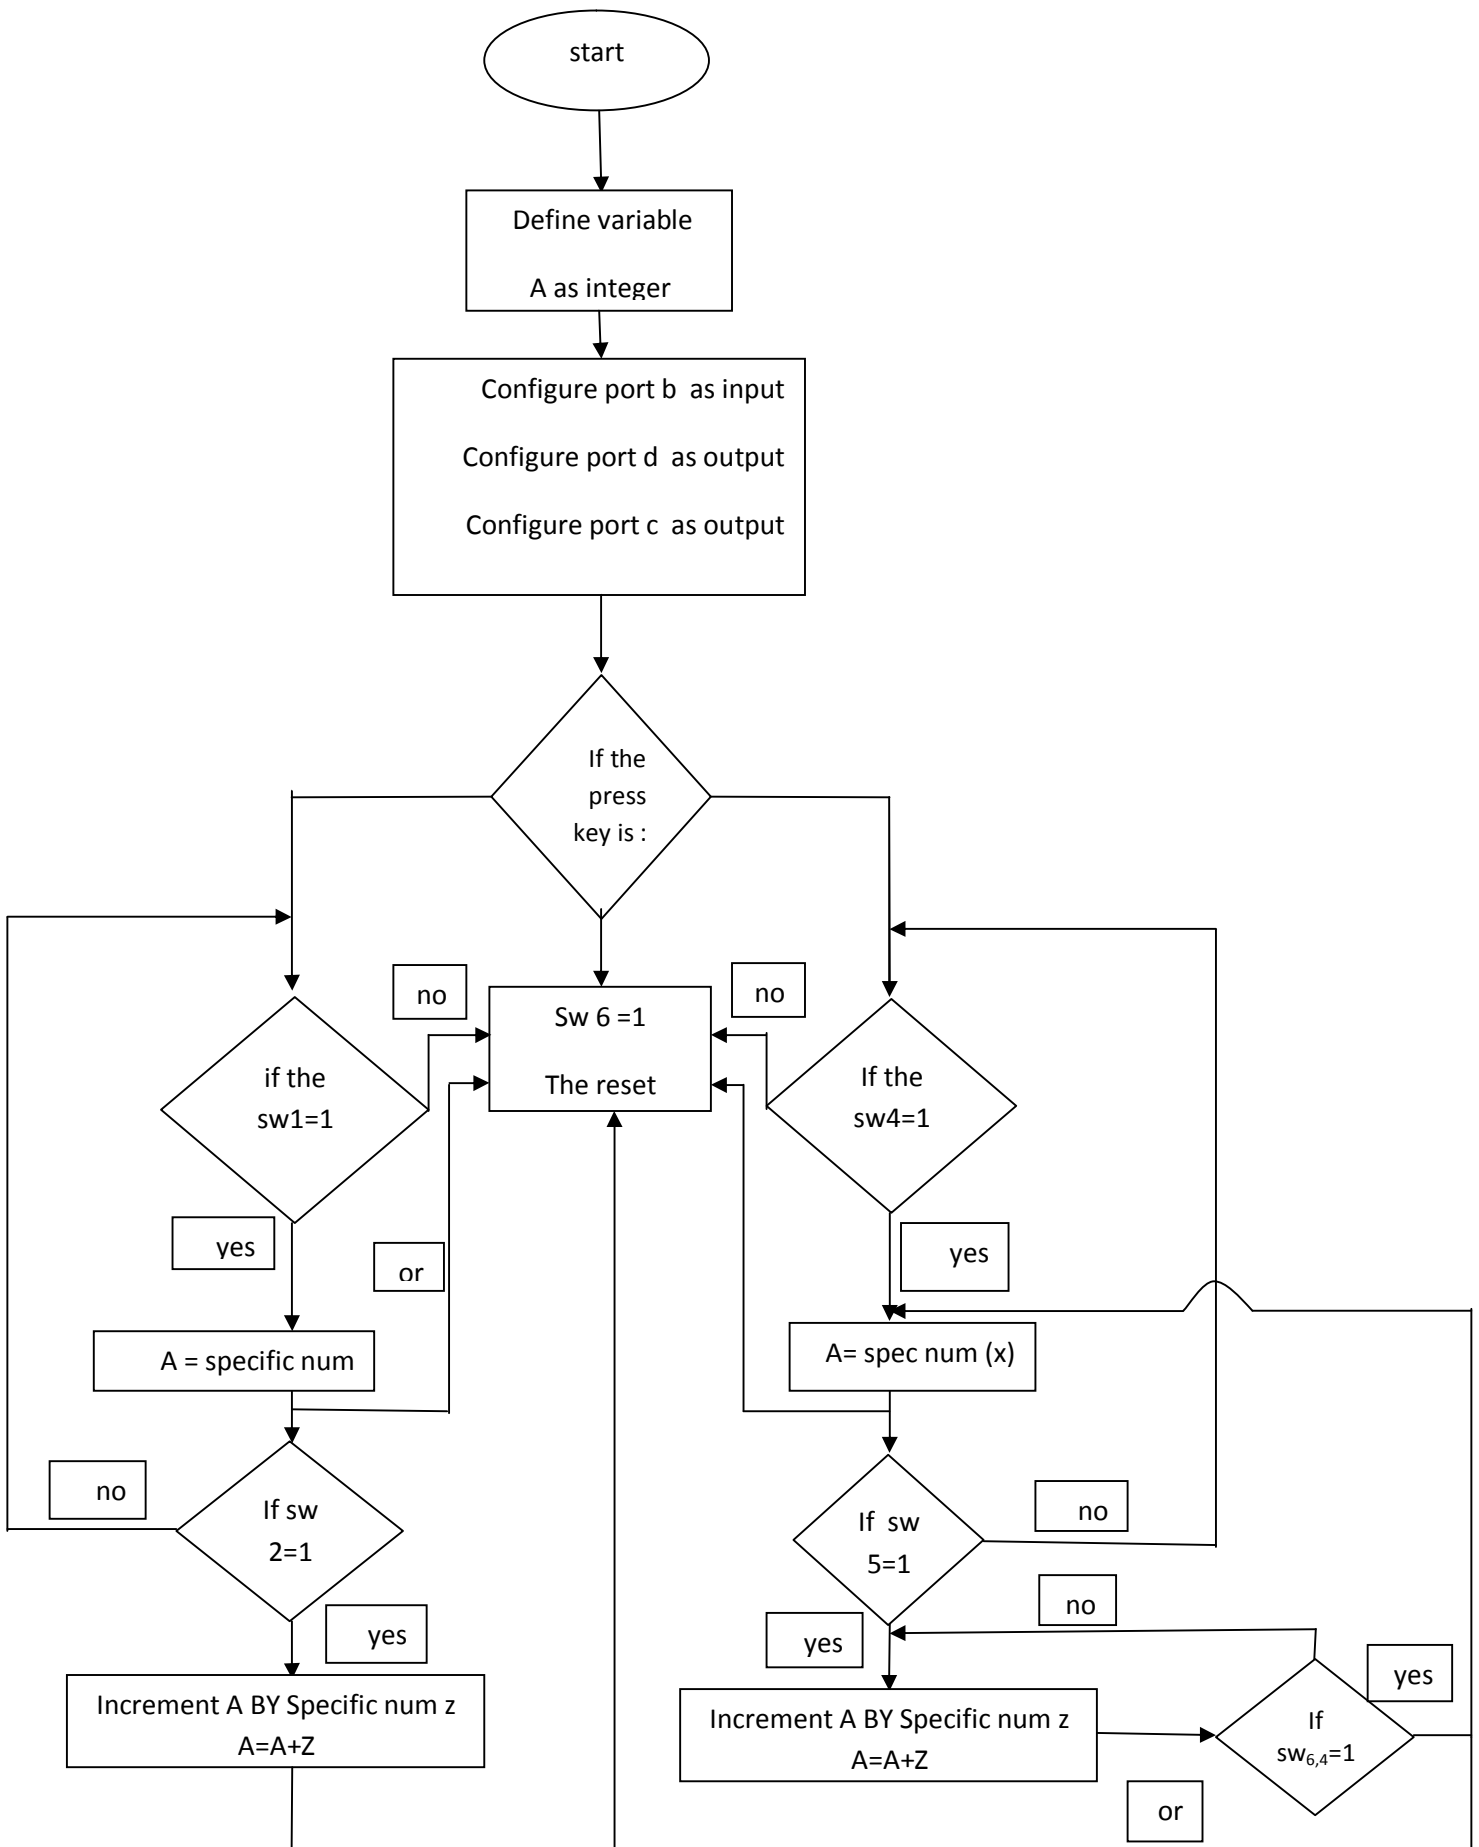 start
Define variable
A as integer
Configure port b as input
Configure port d as output
Configure port c as output
If the
press
key is :
no
no
Sw 6 =1
The reset
if the
sw1=1
If the
sw4=1
yes
or
yes
A = specific num
A= spec num (x)
no
If sw
2=1
If sw
5=1
no
yes
yes
no
yes
Increment A BY Specific num z
A=A+Z
Increment A BY Specific num z
A=A+Z
If
sw6,4=1
or